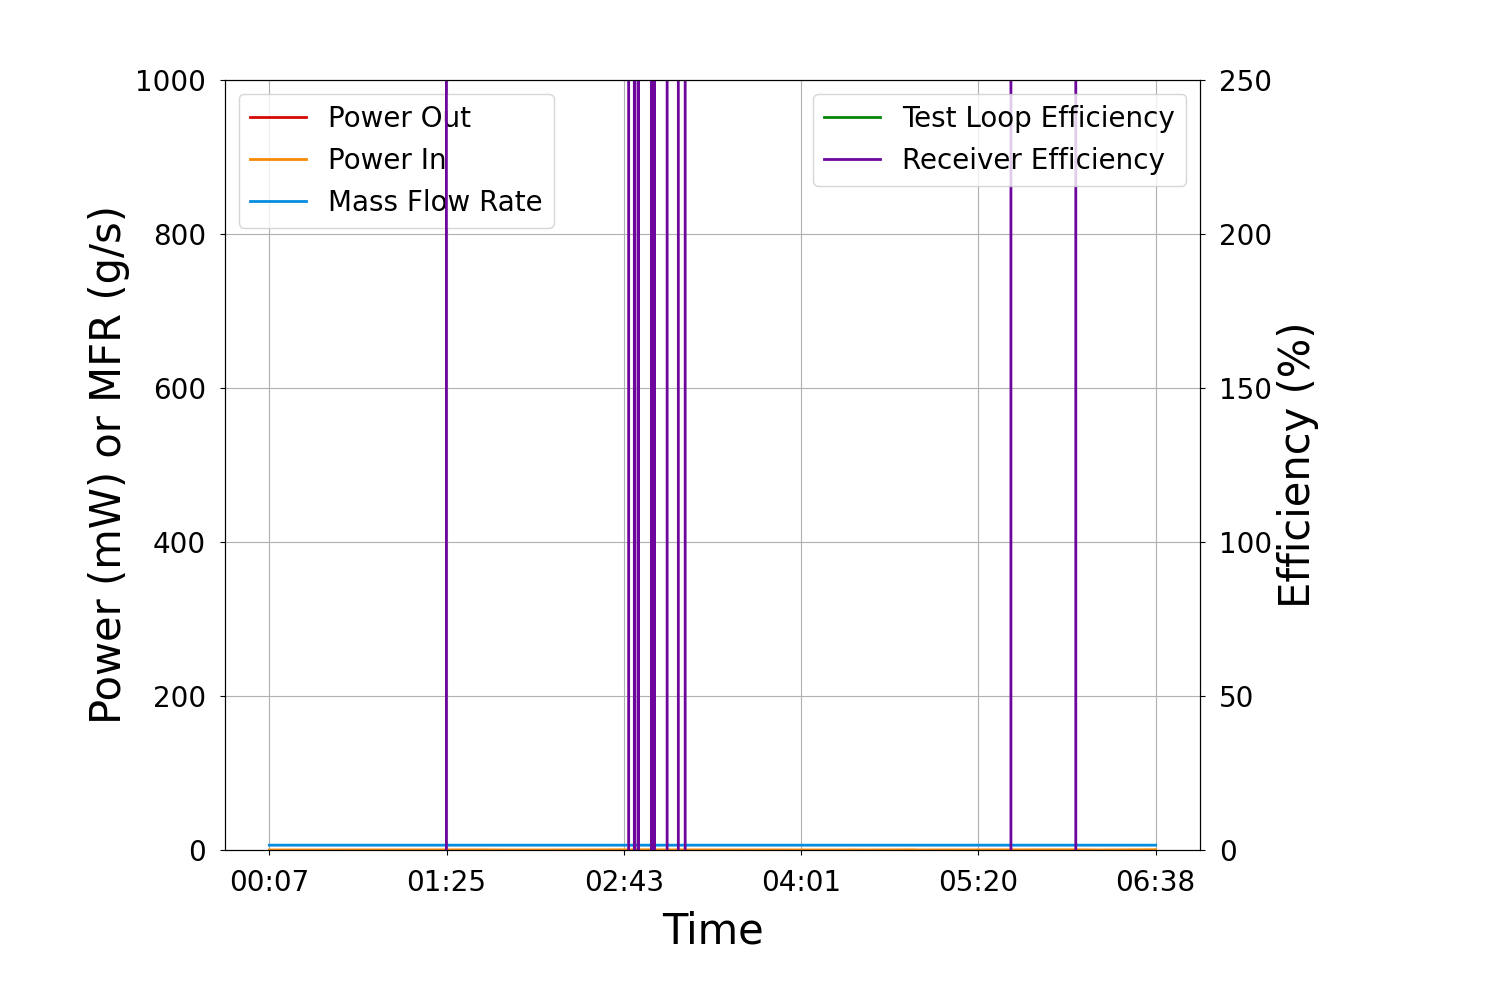 1000
800
600
400
200
0
Power (mW) or MFR (g/s)
Power Out
Power In
Mass Flow Rate
Test Loop Efficiency
Receiver Efficiency
250
200
150
100
50
0
Efficiency (%)
00:07 01:25 02:43 04:01 05:20 06:38
Time